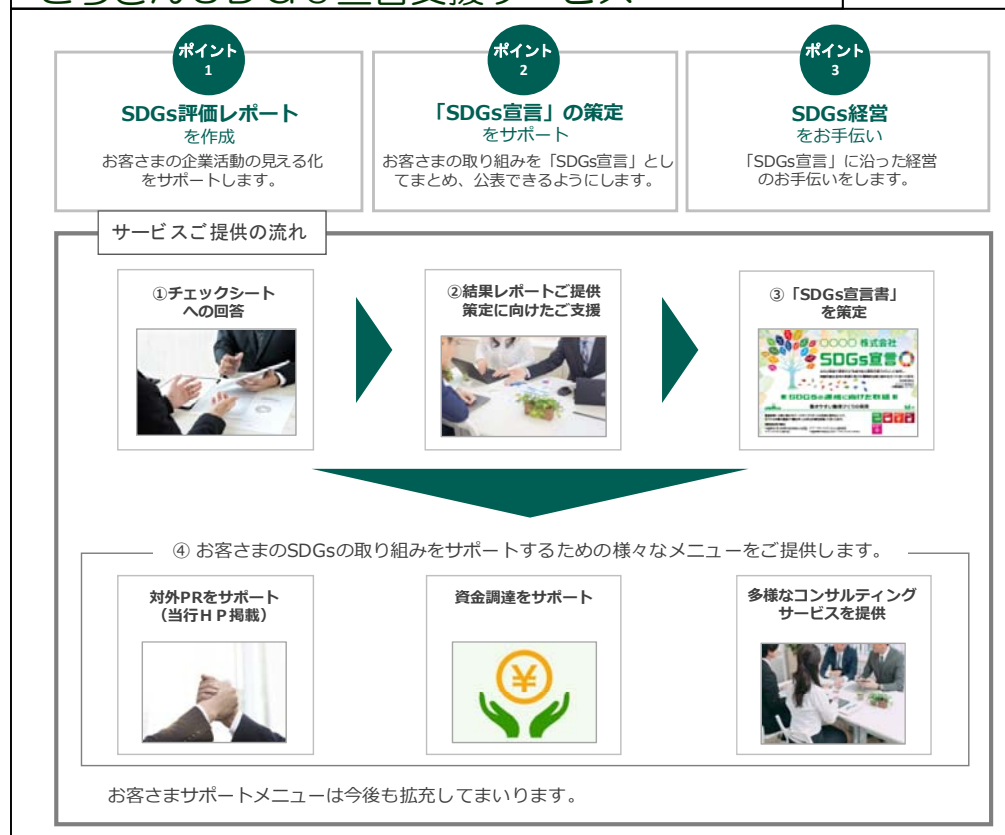 ポイント
1
SDGs評価レポート
を作成
お客さまの企業活動の見える化
をサポートします。
ポイント
2
「SDGs宣言」の策定
をサポート
お客さまの取り組みを「SDGs宣言」とし
てまとめ、公表できるようにします。
ポイント
3
SDGs経営
をお手伝い
「SDGs宣言」に沿った経営
のお手伝いをします。
サービスご提供の流れ
①チェックシート
への回答
②結果レポートご提供
策定に向けたご支援
③「SDGs宣言書」
を策定
〇〇〇〇 株式会社
SDGs宣言
SDGsの達成に向けた取組
④ お客さまのSDGsの取り組みをサポートするための様々なメニューをご提供します。
対外PRをサポート
（当行ＨＰ掲載）
資金調達をサポート
多様なコンサルティング
サービスを提供
お客さまサポートメニューは今後も拡充してまいります。